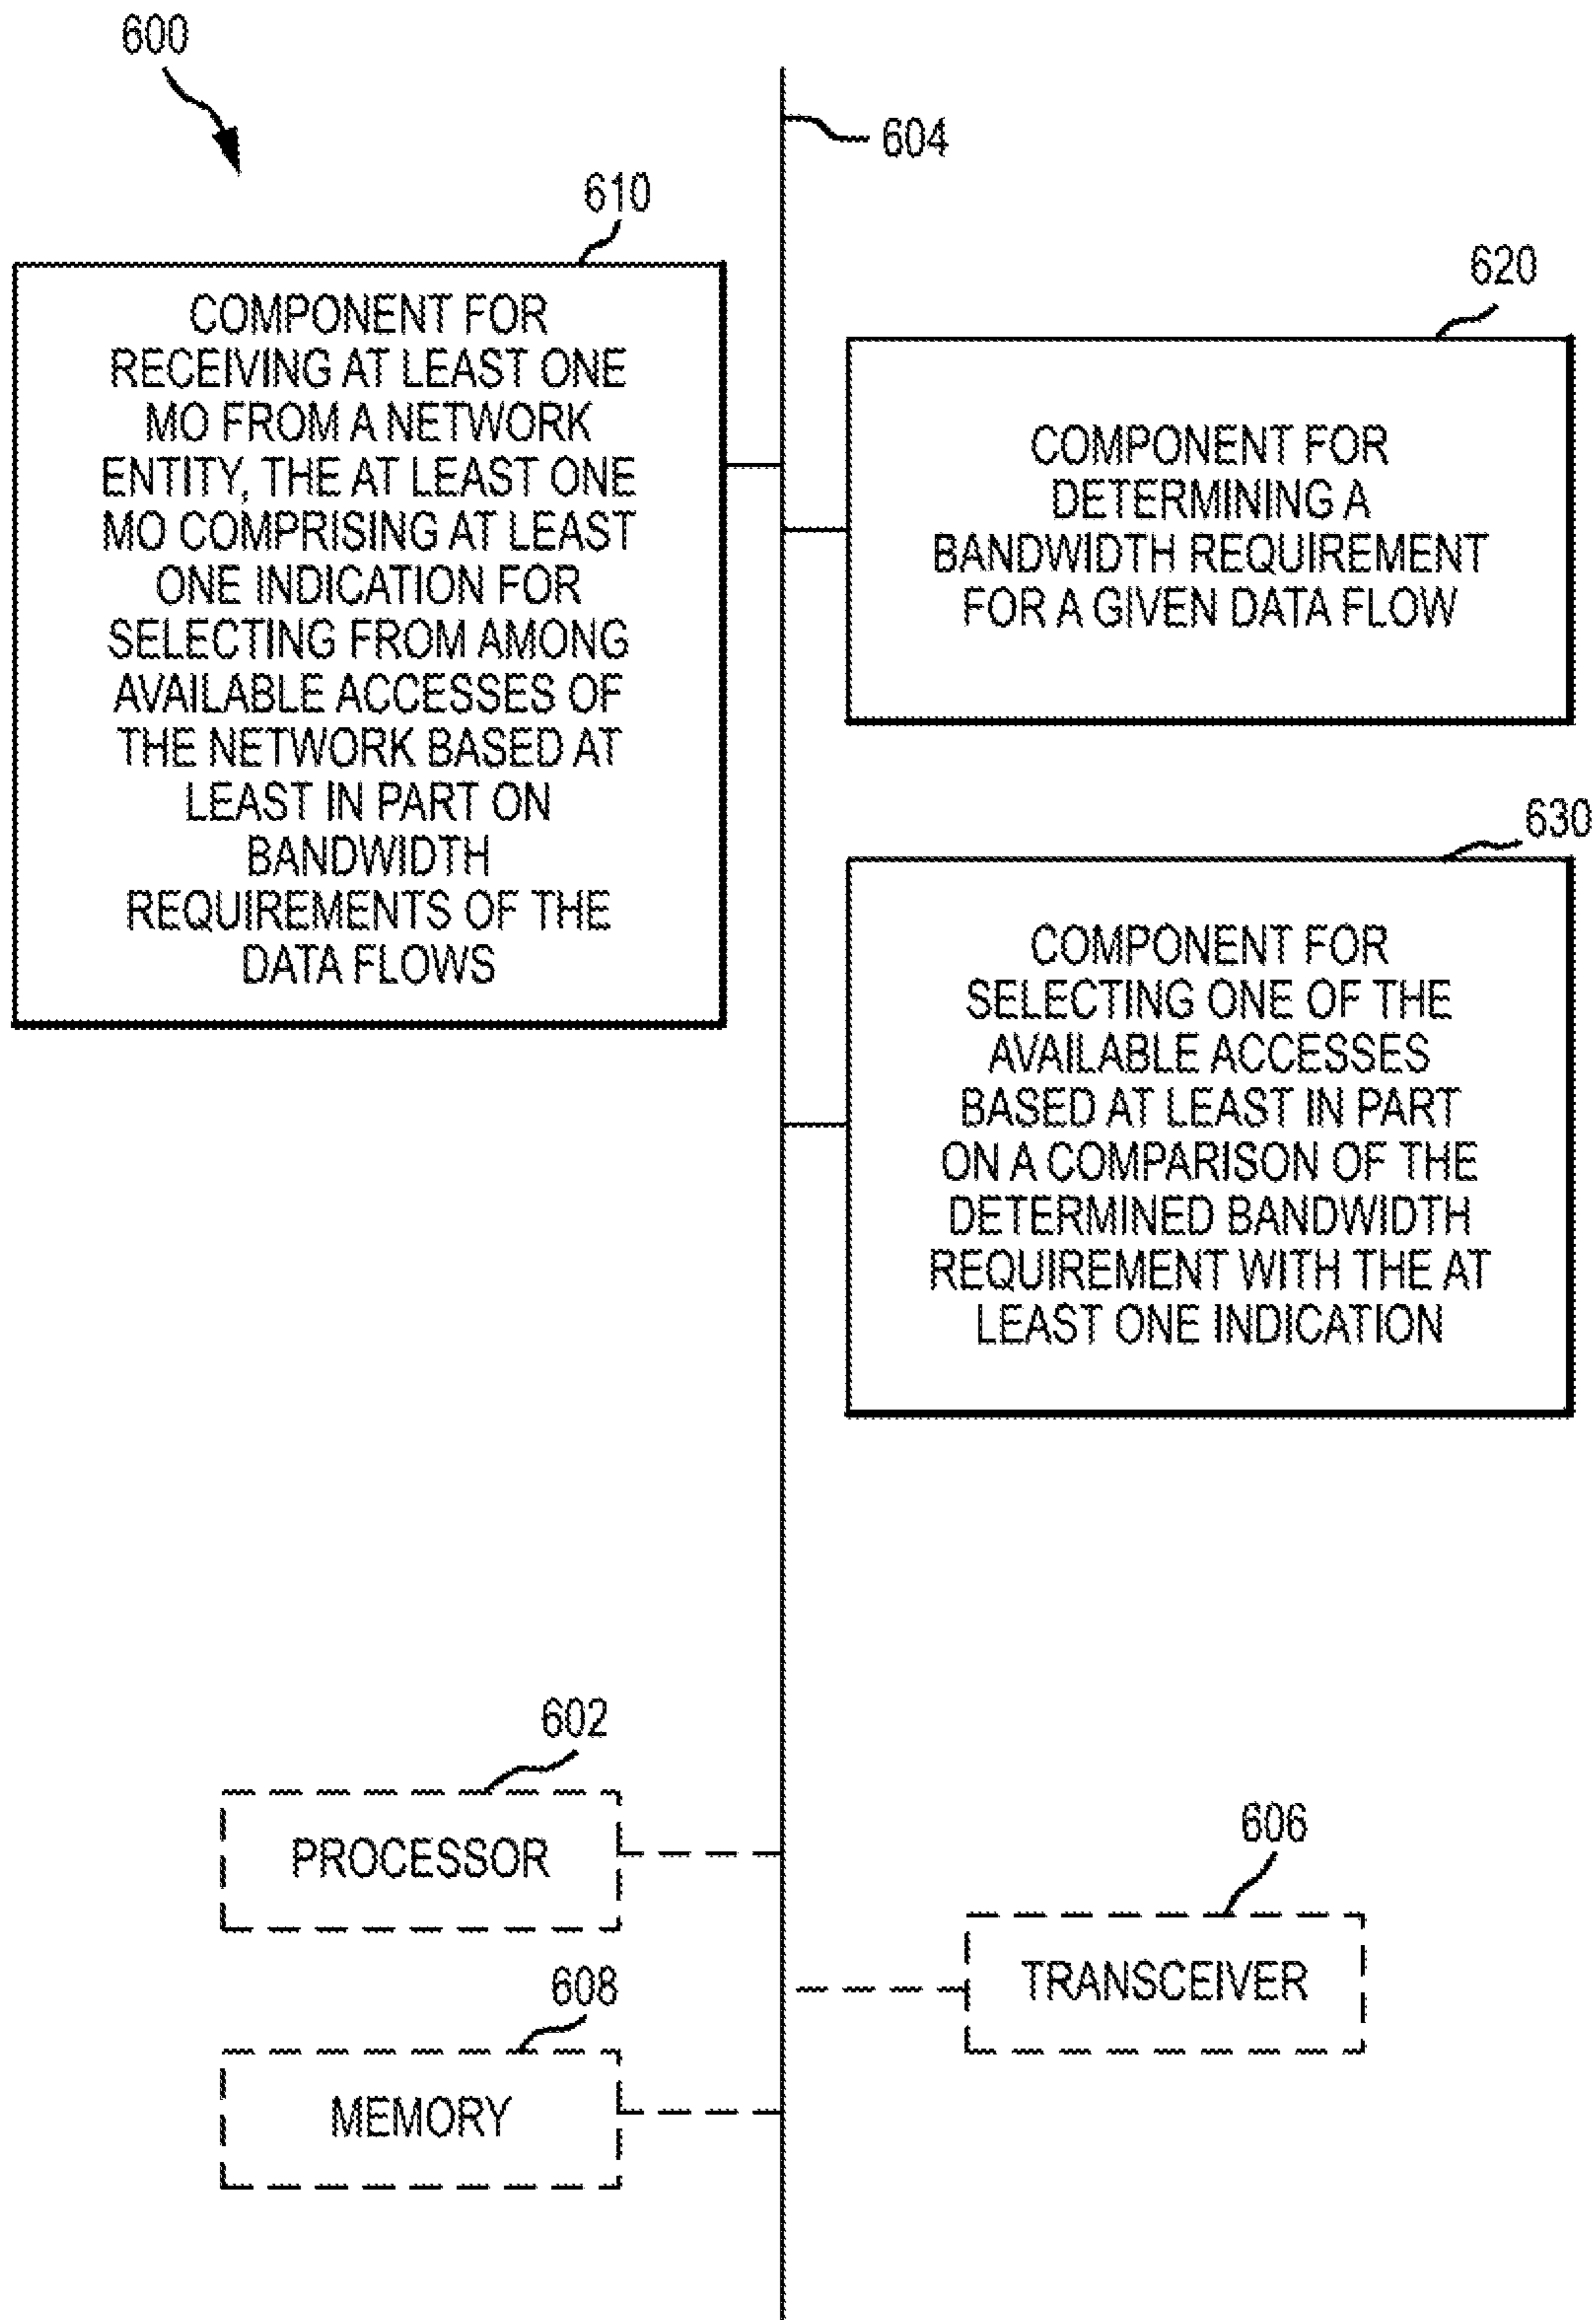 600
604
610
COMPONENT FOR
RECEIVING AT LEAST ONE
MO FROM A NETWORK
ENTITY, THE AT LEAST ONE
MO COMPRISING AT LEAST
ONE INDICATION FOR
SELECTING FROM AMONG
AVAILABLE ACCESSES OF
THE NETWORK BASED AT
LEAST IN PART ON
BANDWIDTH
REQUIREMENTS OF THE
DATA FLOWS
620
COMPONENT FOR
DETERMINING A
BANDWIDTH REQUIREMENT
FOR A GIVEN DATA FLOW
630
COMPONENT FOR
SELECTING ONE OF THE
AVAILABLE ACCESSES
BASED AT LEAST IN PART
ON A COMPARISON OF THE
DETERMINED BANDWIDTH
REQUIREMENT WITH THE AT
LEAST ONE INDICATION
602
PROCESSOR
606
TRANSCEIVER
608
MEMORY